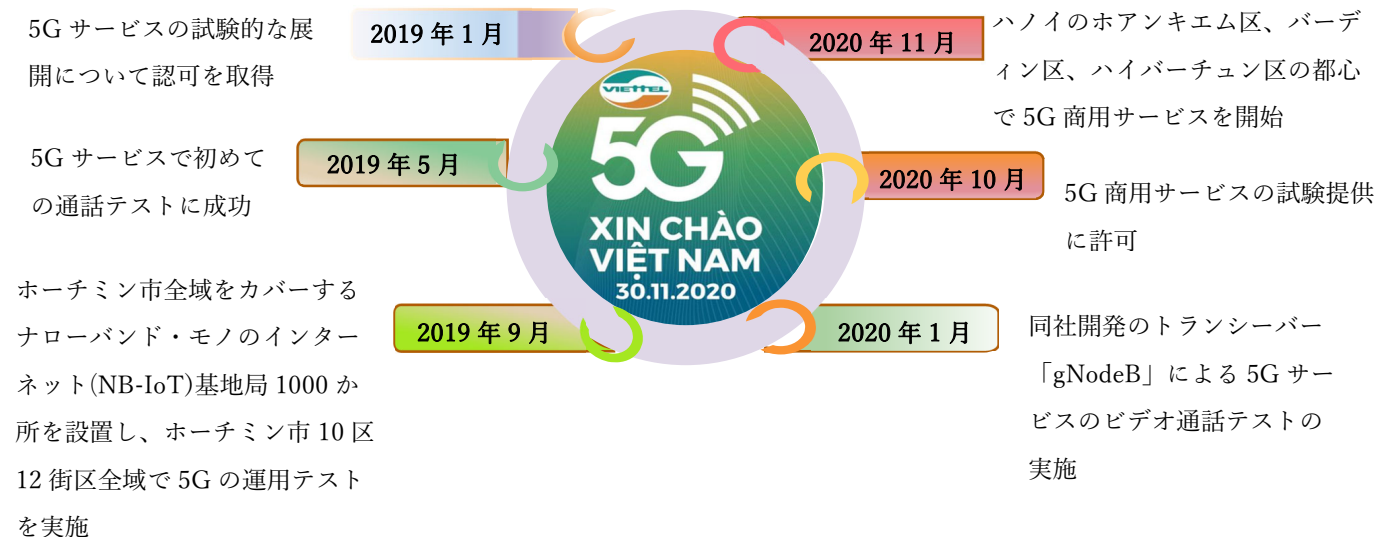 2019 年 1 月
5G サービスの試験的な展
開について認可を取得
2019 年 5 月
5G サービスで初めて
の通話テストに成功
2019 年 9 月
ホーチミン市全域をカバーする
ナローバンド・モノのインター
ネット(NB-IoT)基地局 1000 か
所を設置し、ホーチミン市 10 区
12 街区全域で 5G の運用テスト
を実施
VIETTEL
5G
XIN CHÀO
VIỆT NAM
30.11.2020
2020 年 11 月
ハノイのホアンキエム区、バーデ
ィン区、ハイバーチュン区の都心
で 5G 商用サービスを開始
2020 年 10 月
5G 商用サービスの試験提供
に許可
2020 年 1 月
同社開発のトランシーバー
「gNodeB」による 5G サー
ビスのビデオ通話テストの
実施